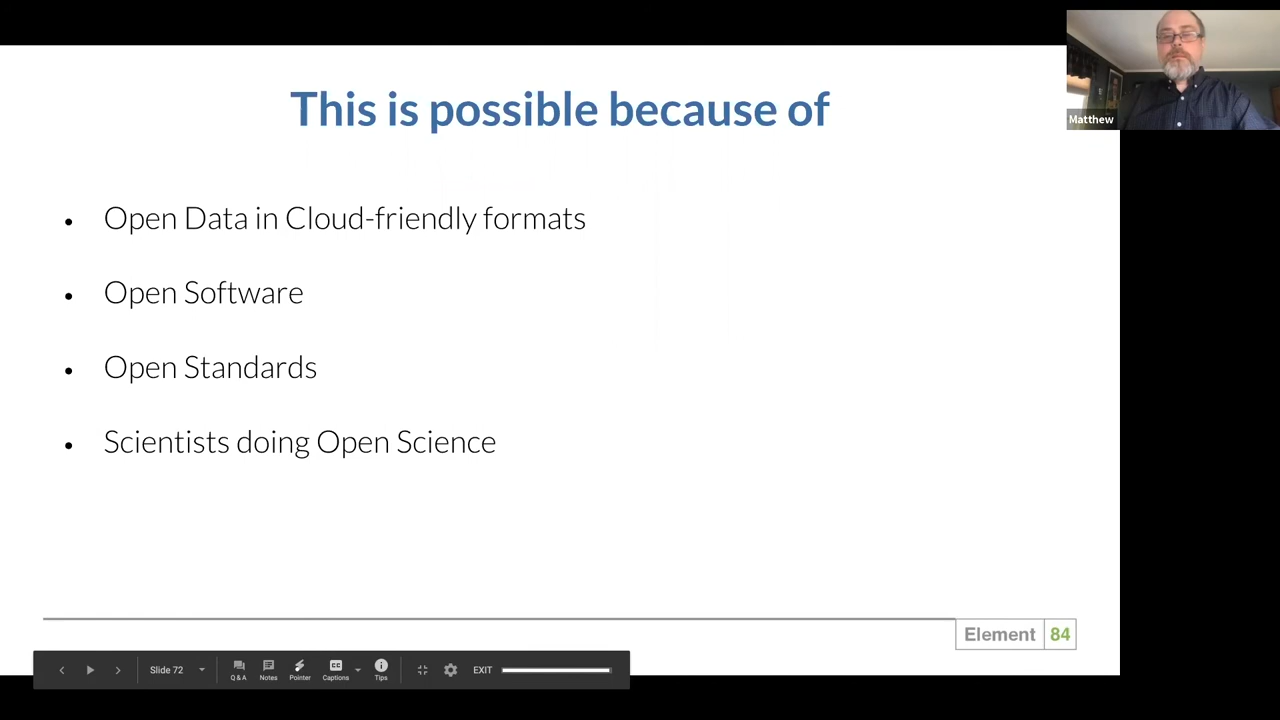 This is possible because of
Matthew
• Open Data in Cloud-friendly formats
• Open Software
• Open Standards
• Scientists doing Open Science
Element 84
Slide 72
Q & A
Notes
Pointer
CC
Captions
Tips
EXIT